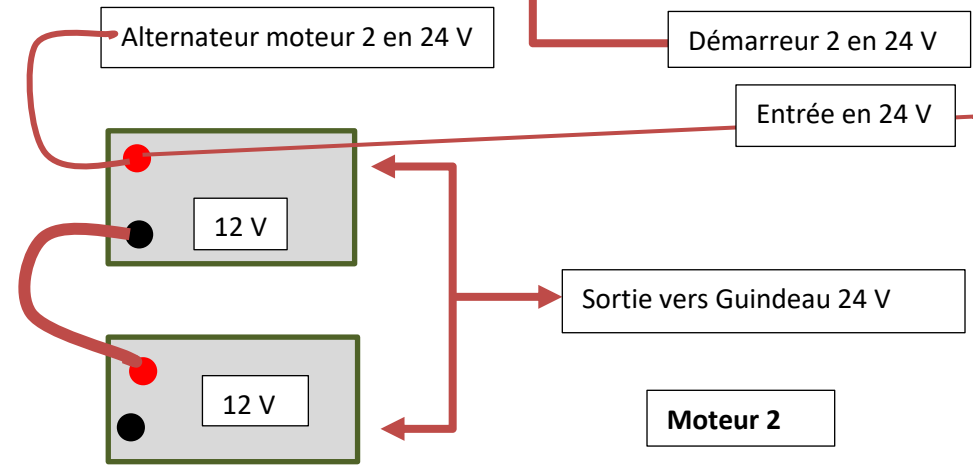 Alternateur moteur 2 en 24 V
Démarreur 2 en 24 V
Entrée en 24 V
12 V
Sortie vers Guindeau 24 V
12 V
Moteur 2